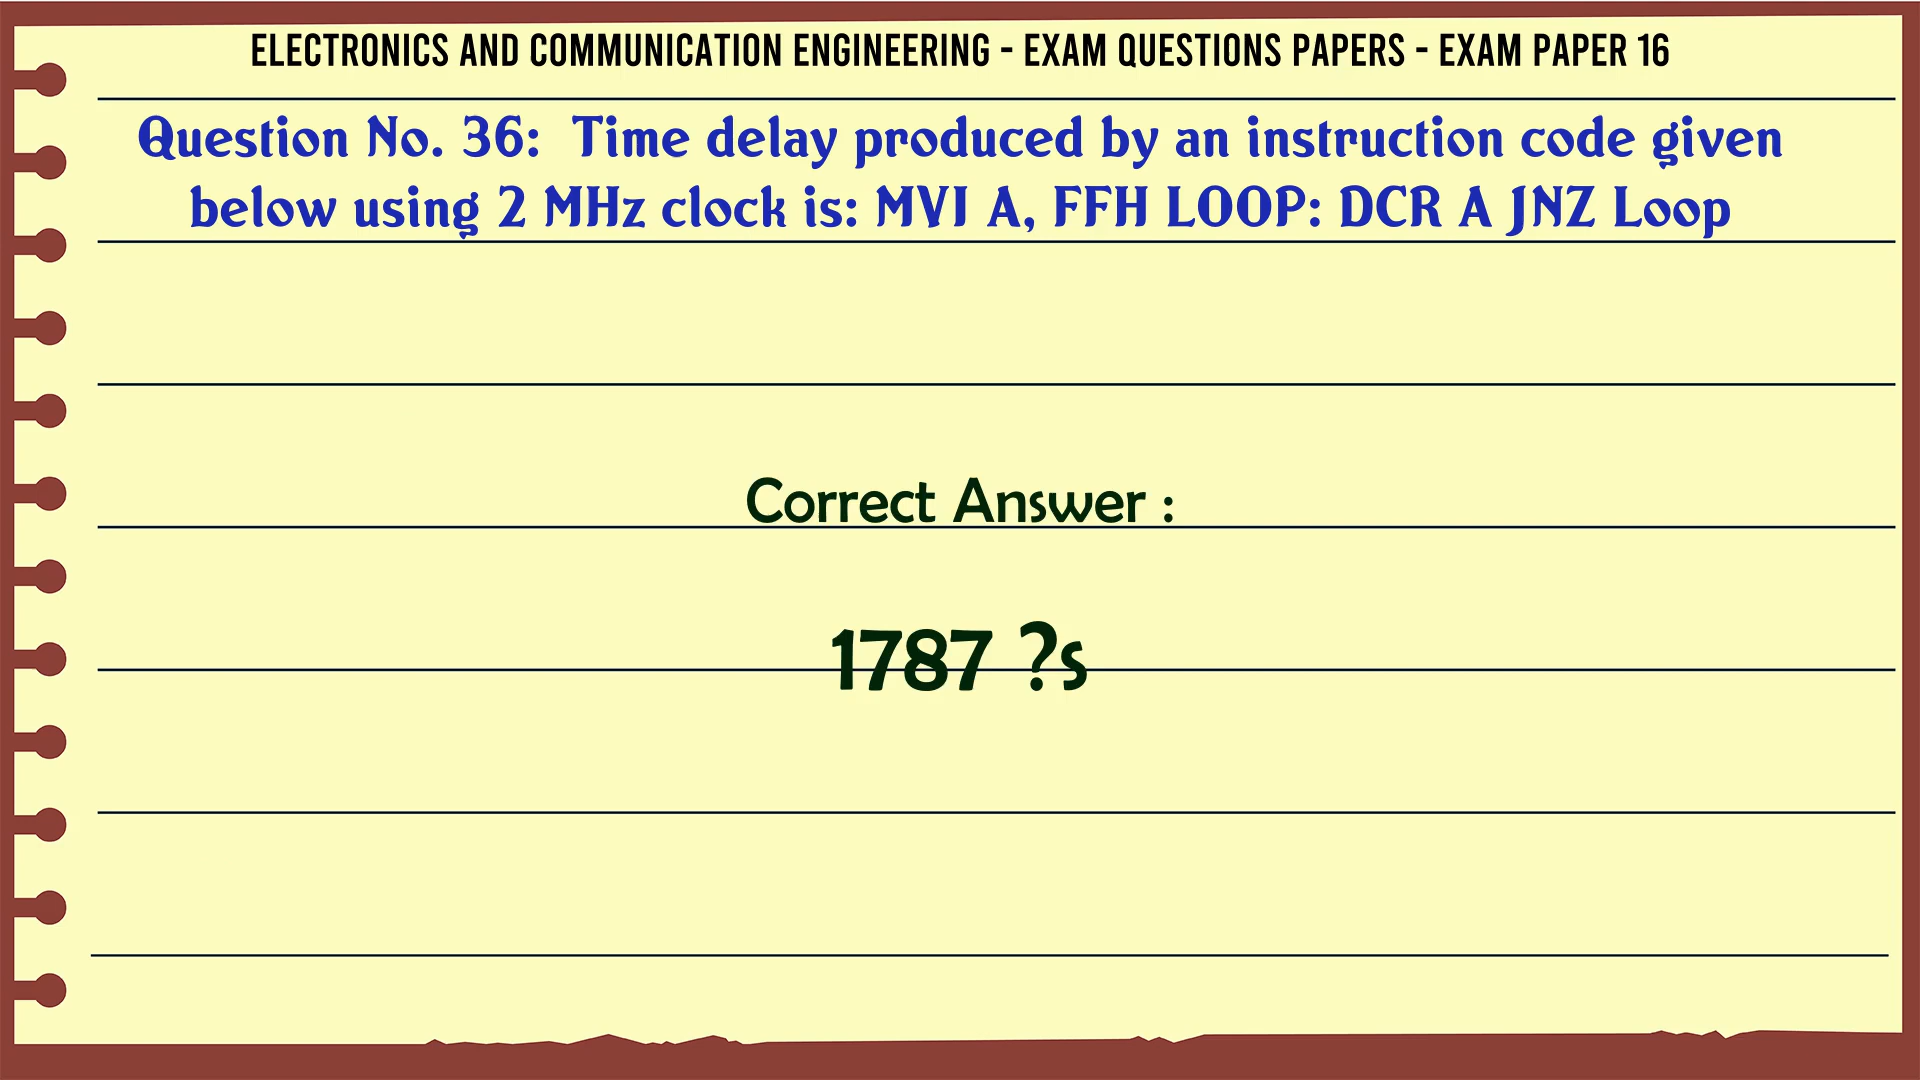 ELECTRONICS AND COMMUNICATION ENGINEERING - EXAM QUESTIONS PAPERS - EXAM PAPER 16
Question No. 36: Time delay produced by an instruction code given
below using 2 MHz clock is: MVI A, FFH LOOP: DCR A JNZ Loop
Correct Answer :
1787 ?s